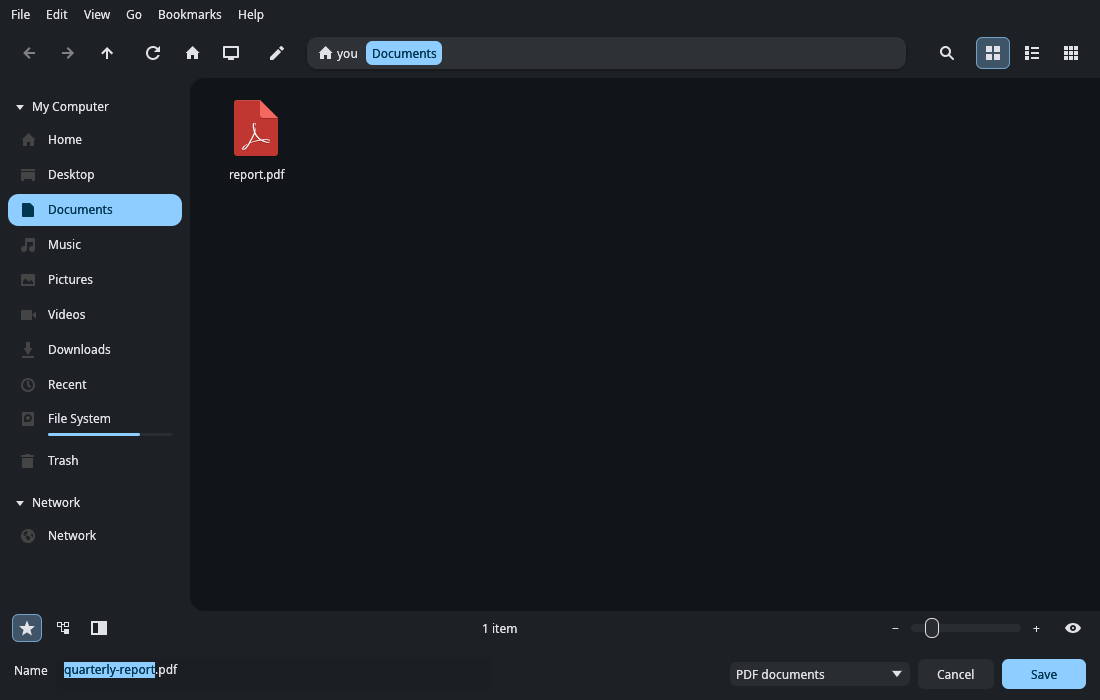 File Edit View Go Bookmarks Help
you Documents
My Computer
Home
Desktop
Documents
Music
Pictures
Videos
Downloads
Recent
File System
Trash
Network
Network
report.pdf
1 item
Name quarterly-report.pdf
PDF documents
Cancel
Save